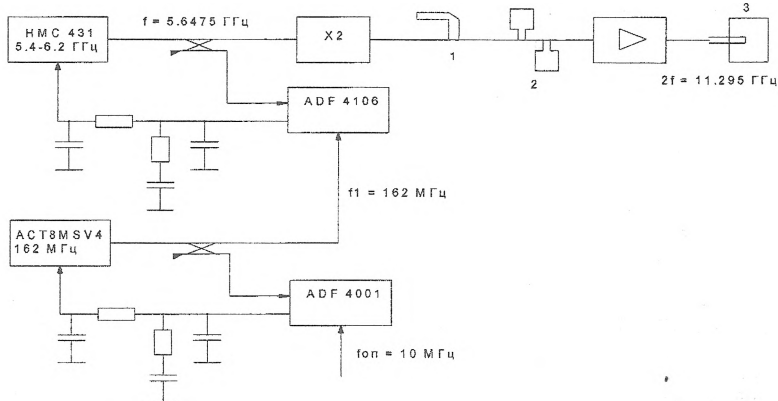 HMC 431
5.4-6.2 ГГц
f = 5.6475 ГГц
X2
1
2
3
2f = 11.295 ГГц
ADF 4106
f1 = 162 МГц
ACT8MSV4
162 МГц
ADF 4001
fоп = 10 МГц